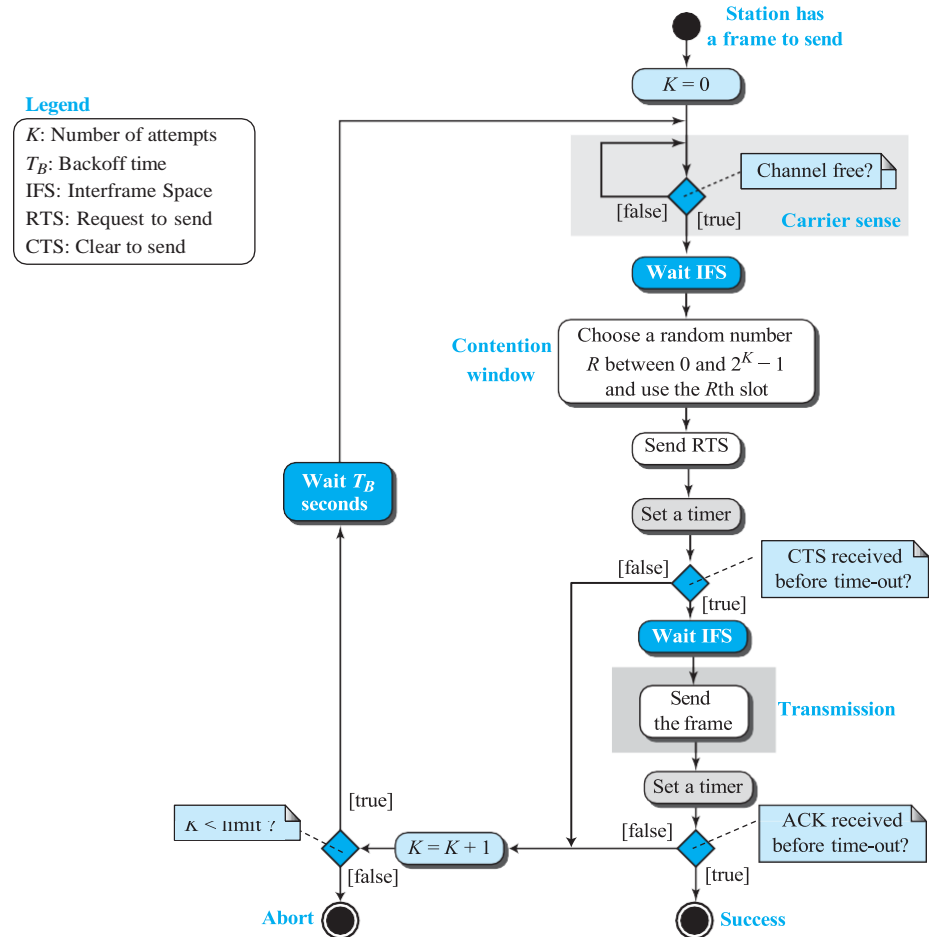 Station has
a frame to send
K = 0
Legend
K: Number of attempts
T_B: Backoff time
IFS: Interframe Space
RTS: Request to send
CTS: Clear to send
Channel free?
[false]
[true]
Carrier sense
Wait IFS
Contention
window
Choose a random number
R between 0 and 2^K − 1
and use the Rth slot
Send RTS
Wait T_B
seconds
Set a timer
CTS received
before time-out?
[false]
[true]
Wait IFS
Send
the frame
Transmission
Set a timer
[true]
K < limit ?
K = K + 1
[false]
ACK received
before time-out?
[false]
[true]
Abort
Success